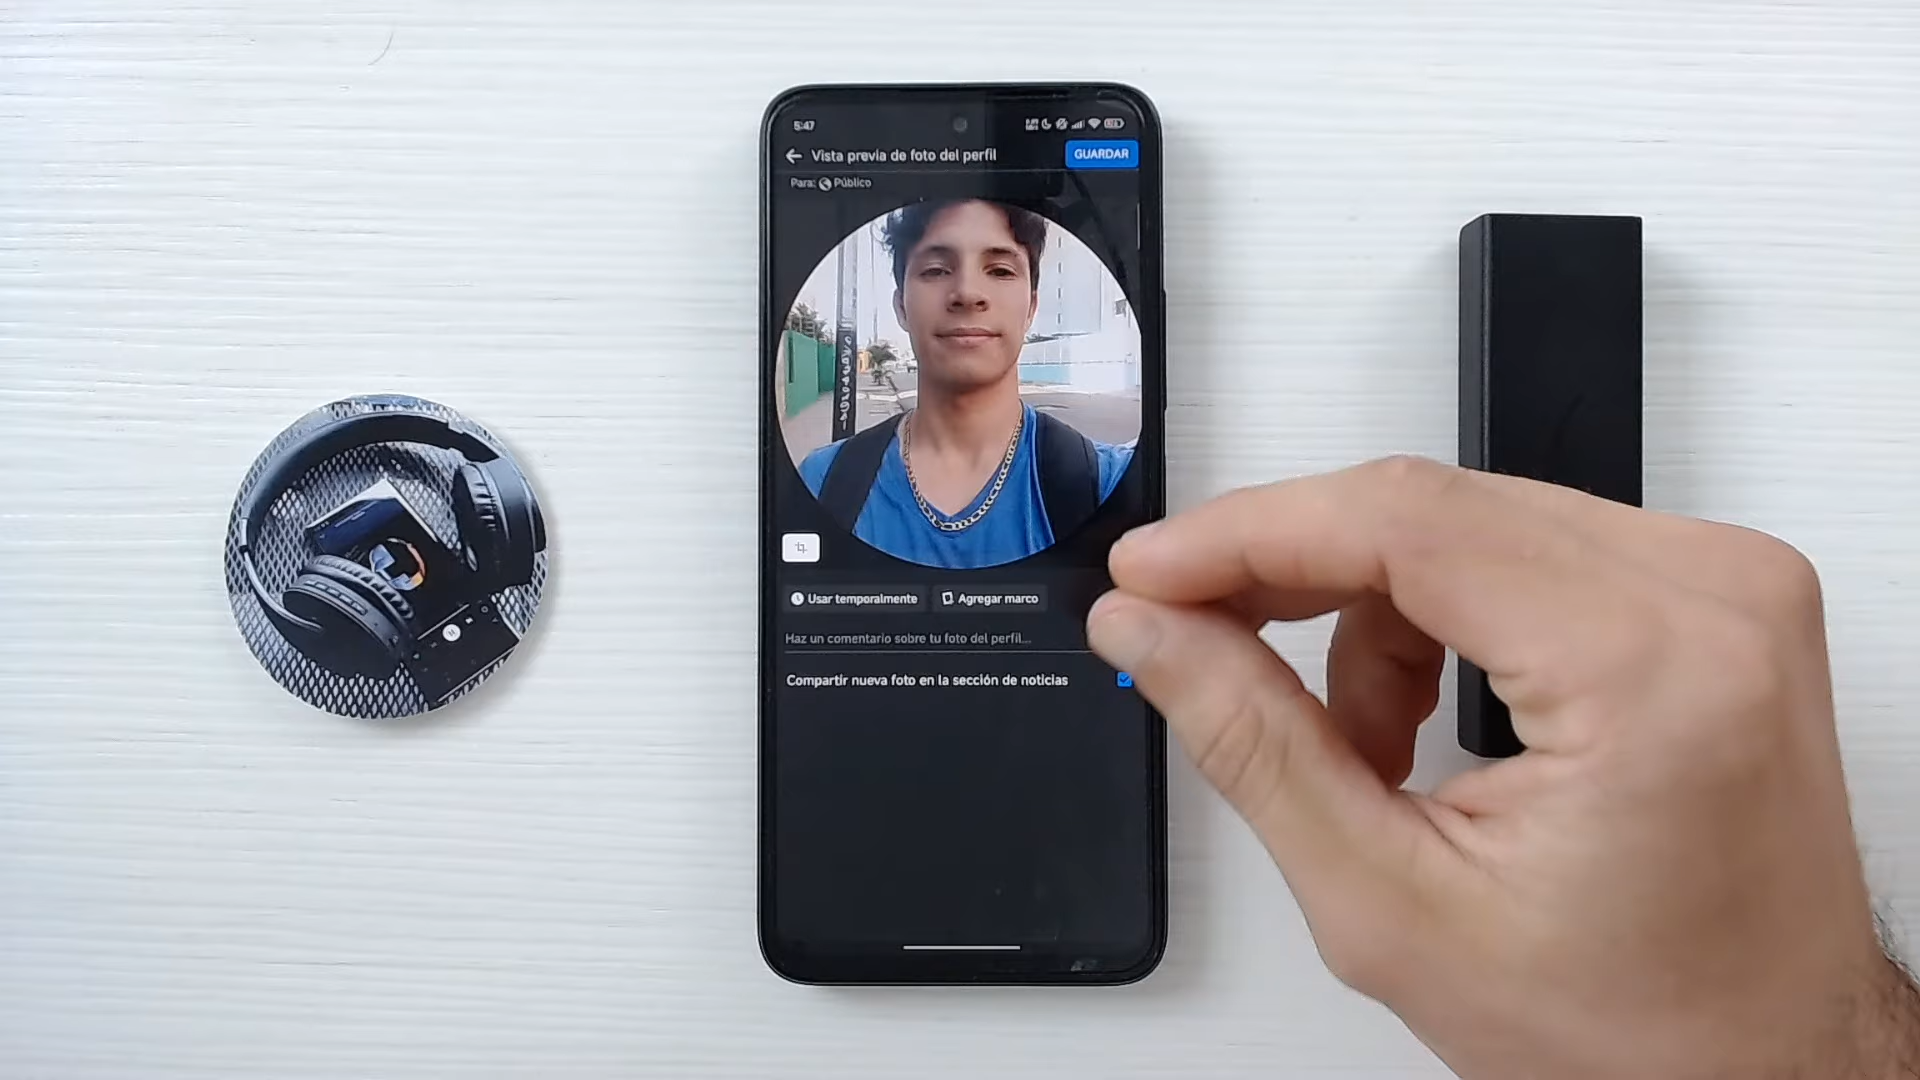 5:47
Vista previa de foto del perfil
GUARDAR
Para: Público
Usar temporalmente
Agregar marco
Haz un comentario sobre tu foto del perfil...
Compartir nueva foto en la sección de noticias